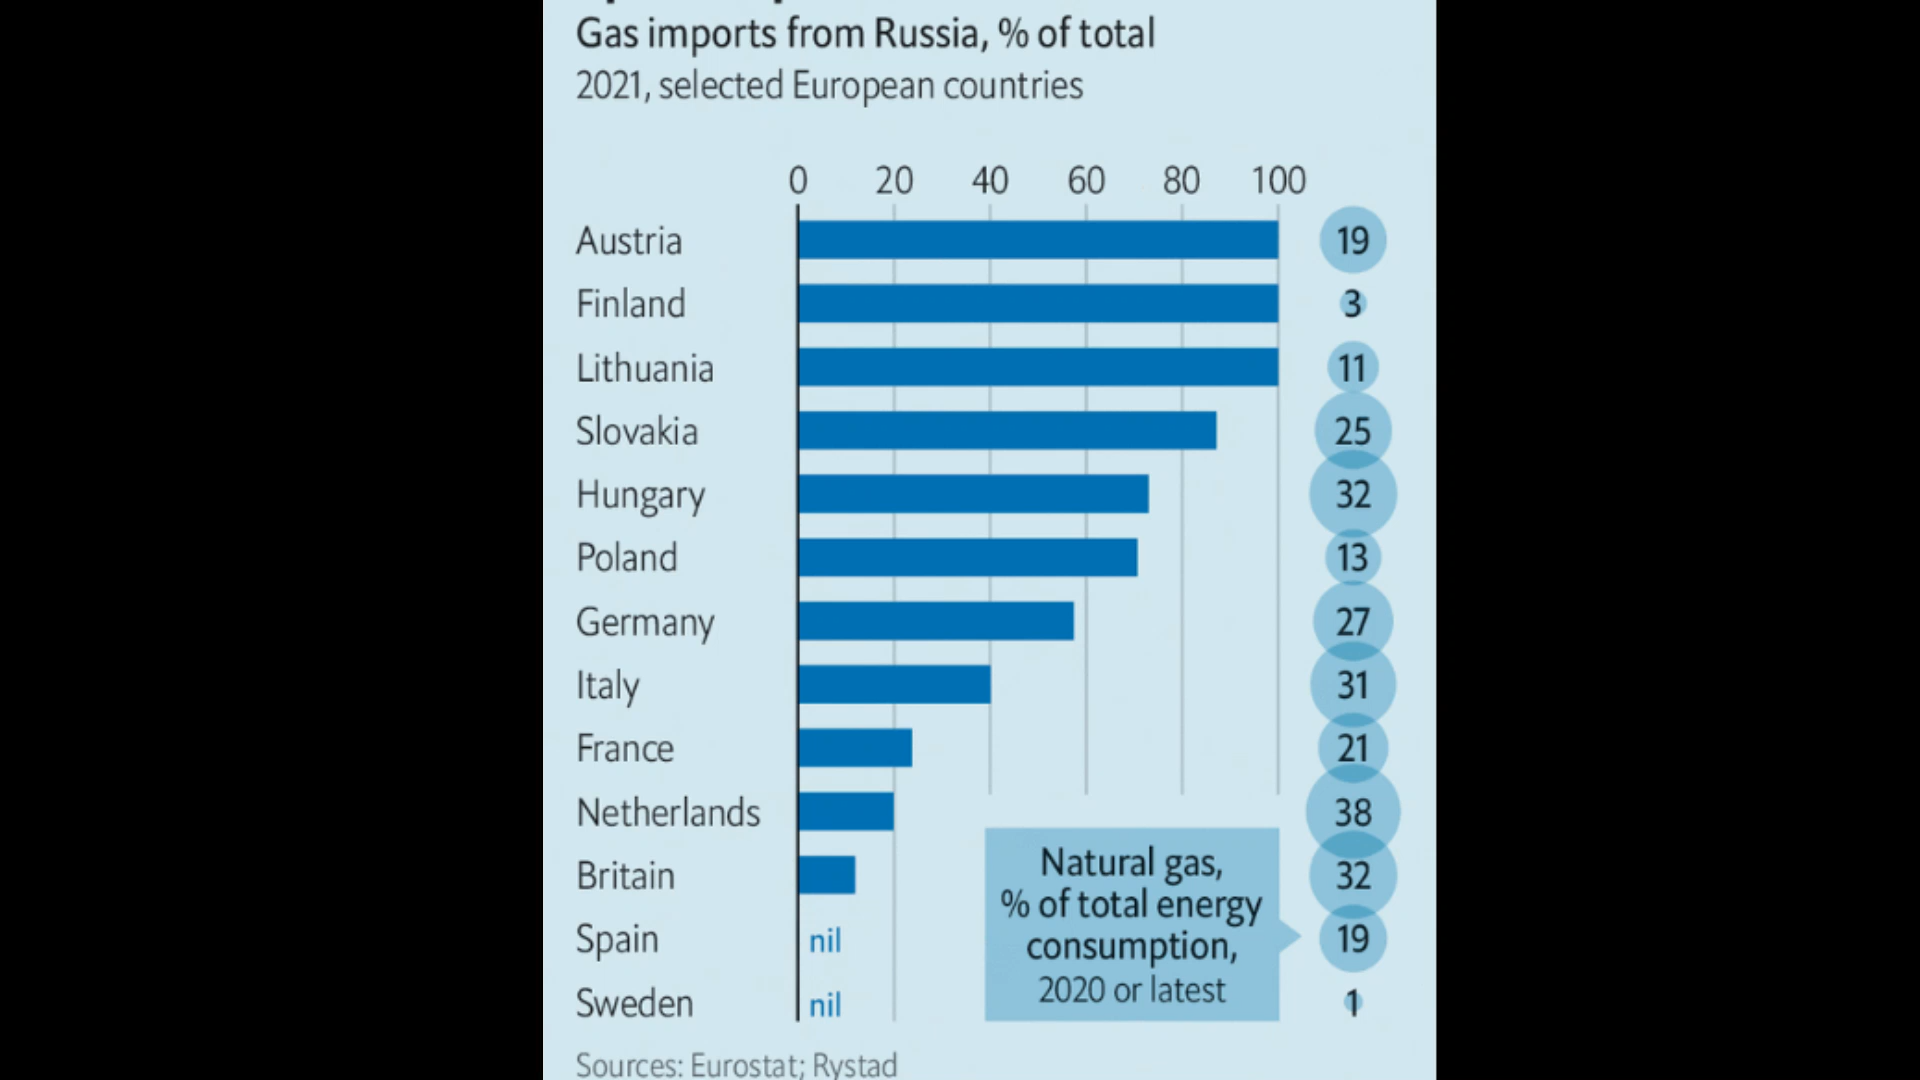 Gas imports from Russia, % of total
2021, selected European countries
0 20 40 60 80 100
Austria 19
Finland 3
Lithuania 11
Slovakia 25
Hungary 32
Poland 13
Germany 27
Italy 31
France 21
Netherlands 38
Britain 32
Spain nil 19
Sweden nil 1
Natural gas,
% of total energy
consumption,
2020 or latest
Sources: Eurostat; Rystad